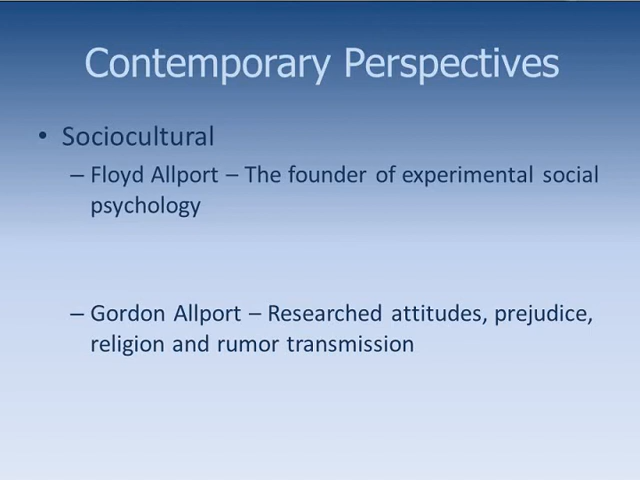 Contemporary Perspectives
• Sociocultural
– Floyd Allport – The founder of experimental social
psychology
– Gordon Allport – Researched attitudes, prejudice,
religion and rumor transmission